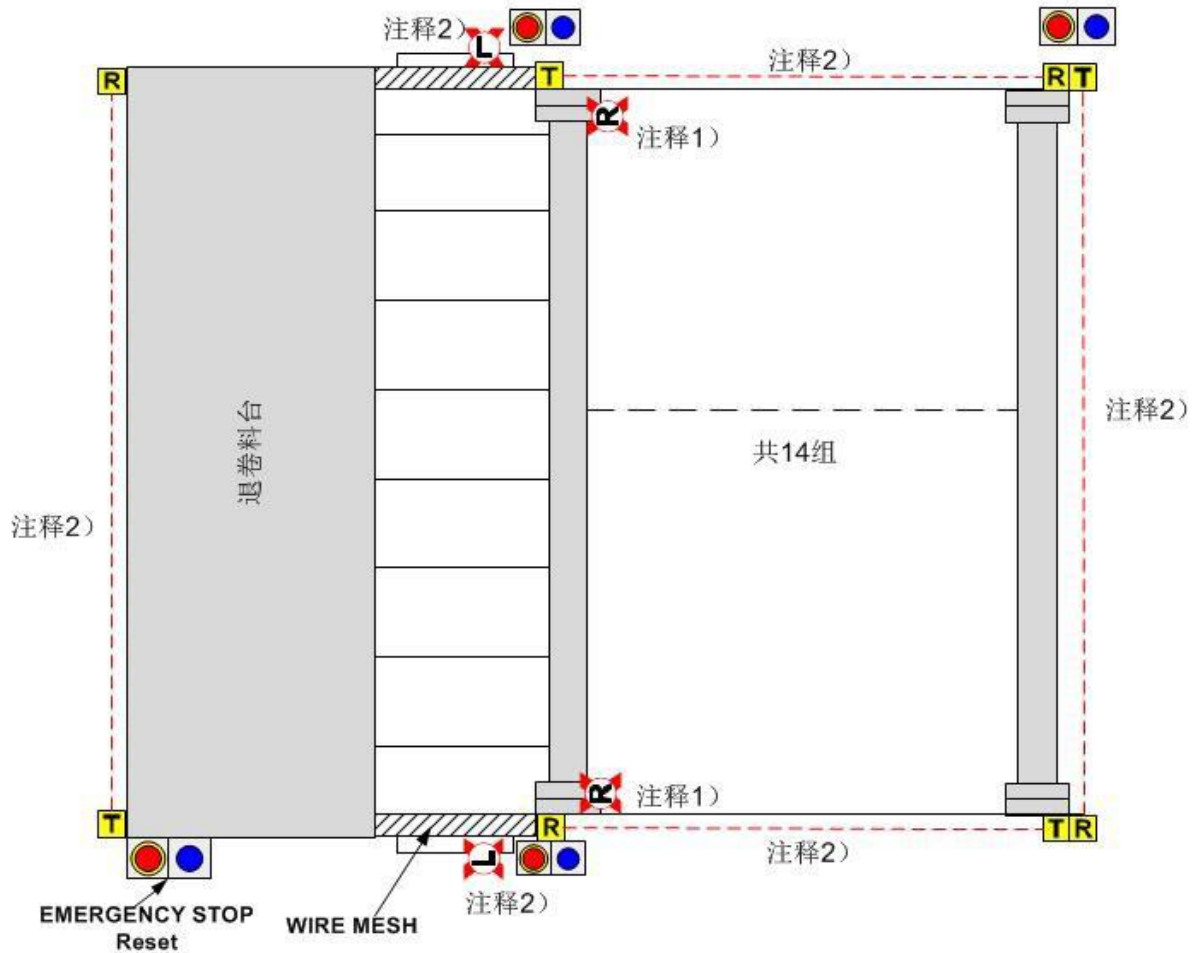 注释2）
L
R
T
注释2）
R T
R
注释1）
退卷料台
共14组
注释2）
注释2）
R
注释1）
T
R
T R
注释2）
L
注释2）
EMERGENCY STOP
Reset
WIRE MESH